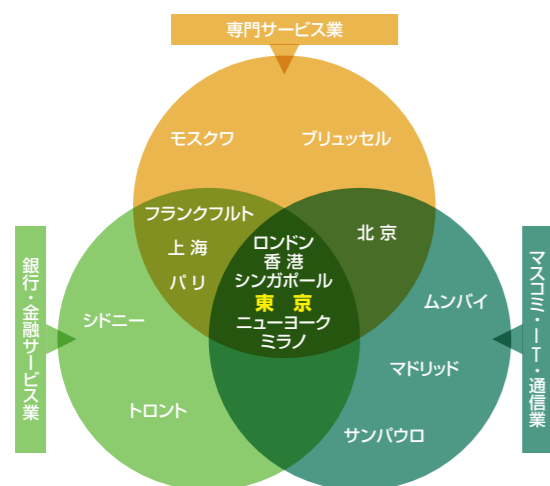 専門サービス業
モスクワ
ブリュッセル
フランクフルト
上海
パリ
ロンドン
香港
シンガポール
東京
ニューヨーク
ミラノ
北京
銀行・金融サービス業
シドニー
トロント
ムンバイ
マドリッド
サンパウロ
マスコミ・IT・通信業